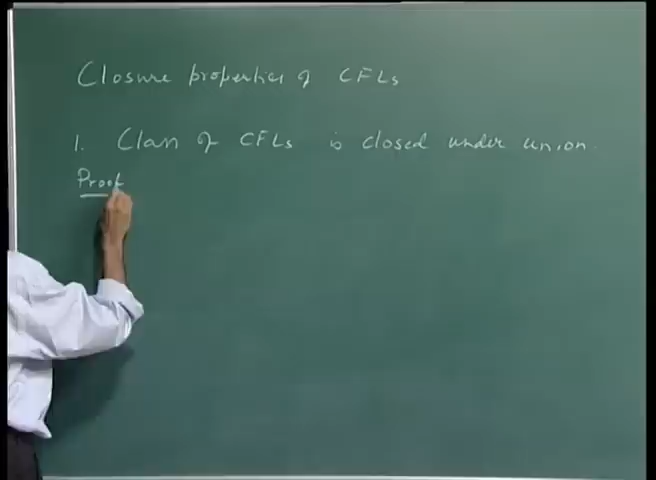 Closure properties of CFLs
1. Class of CFLs is closed under union.
Proof